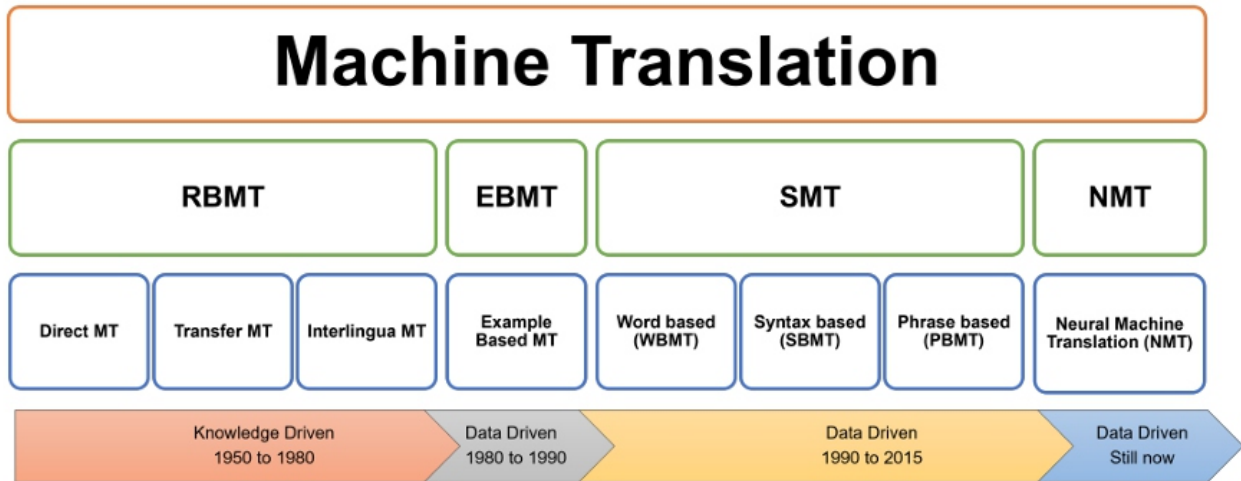 Machine Translation
RBMT
EBMT
SMT
NMT
Direct MT
Transfer MT
Interlingua MT
Example
Based MT
Word based
(WBMT)
Syntax based
(SBMT)
Phrase based
(PBMT)
Neural Machine
Translation (NMT)
Knowledge Driven
1950 to 1980
Data Driven
1980 to 1990
Data Driven
1990 to 2015
Data Driven
Still now